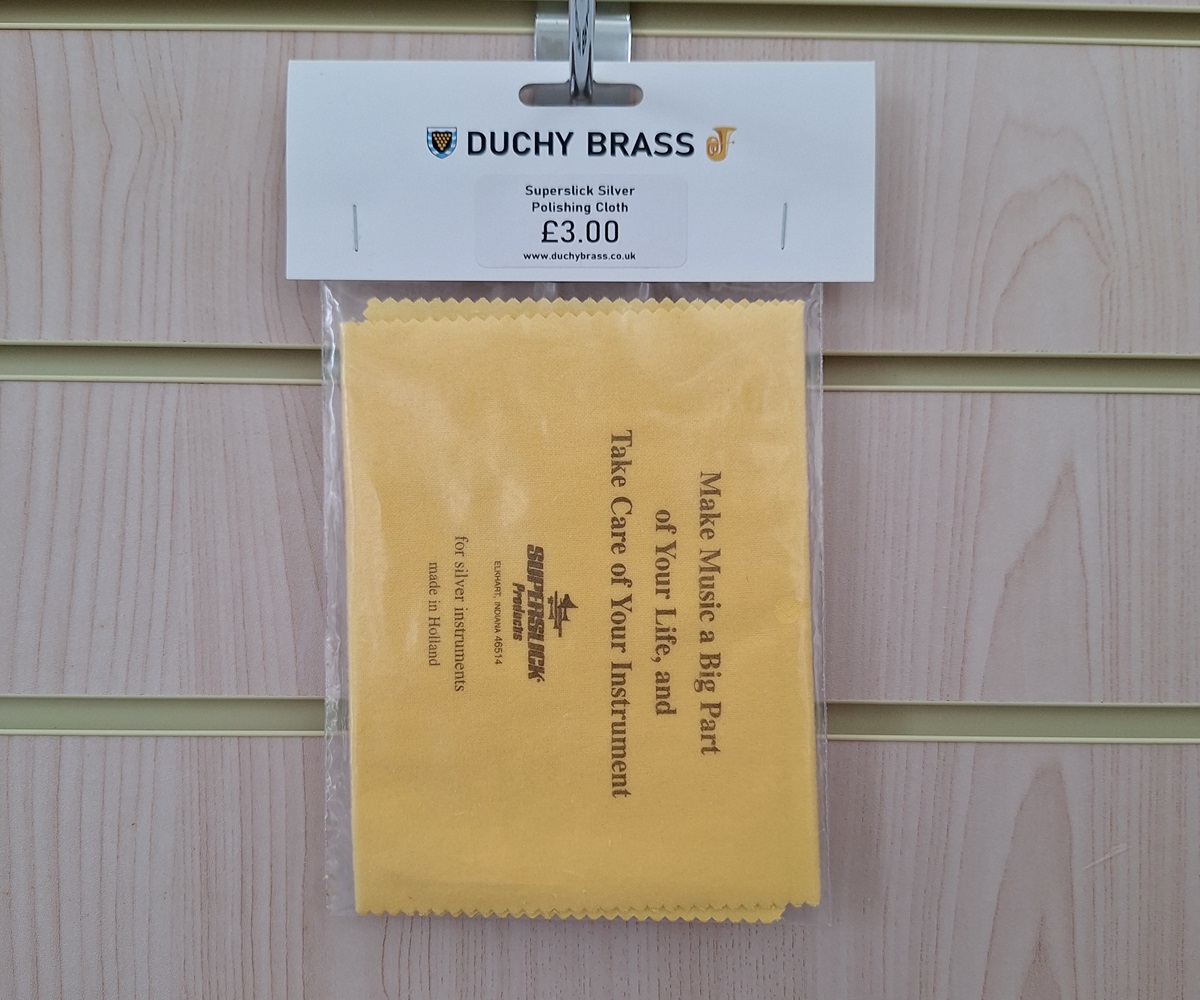 DUCHY BRASS
Superslick Silver
Polishing Cloth
£3.00
www.duchybrass.co.uk
Make Music a Big Part
of Your Life, and
Take Care of Your Instrument
SUPERSLICK
Products
ELKHART, INDIANA 46514
for silver instruments
made in Holland